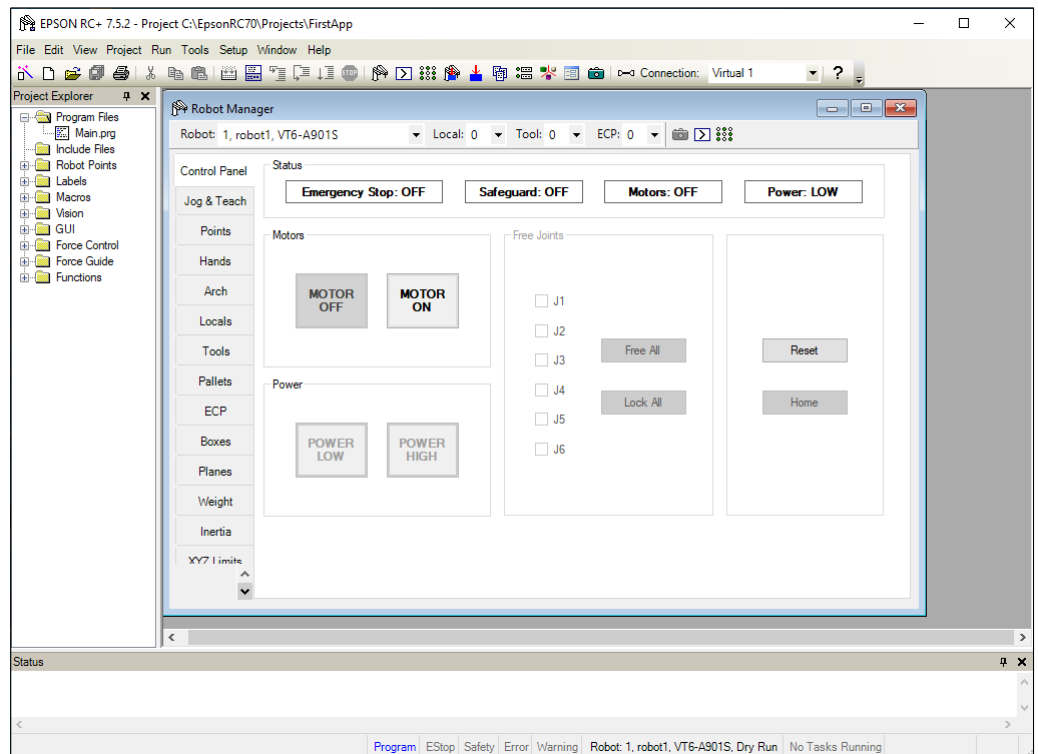 EPSON RC+ 7.5.2 - Project C:\EpsonRC70\Projects\FirstApp
File Edit View Project Run Tools Setup Window Help
Connection: Virtual 1 ?
Project Explorer
Program Files
Main.prg
Include Files
Robot Points
Labels
Macros
Vision
GUI
Force Control
Force Guide
Functions
Robot Manager
Robot: 1, robot1, VT6-A901S Local: 0 Tool: 0 ECP: 0
Control Panel
Jog & Teach
Points
Hands
Arch
Locals
Tools
Pallets
ECP
Boxes
Planes
Weight
Inertia
XYZ Limits
Status
Emergency Stop: OFF Safeguard: OFF Motors: OFF Power: LOW
Motors
MOTOR OFF
MOTOR ON
Power
POWER LOW
POWER HIGH
Free Joints
J1
J2
J3
J4
J5
J6
Free All
Lock All
Reset
Home
Status
Program EStop Safety Error Warning Robot: 1, robot1, VT6-A901S, Dry Run No Tasks Running